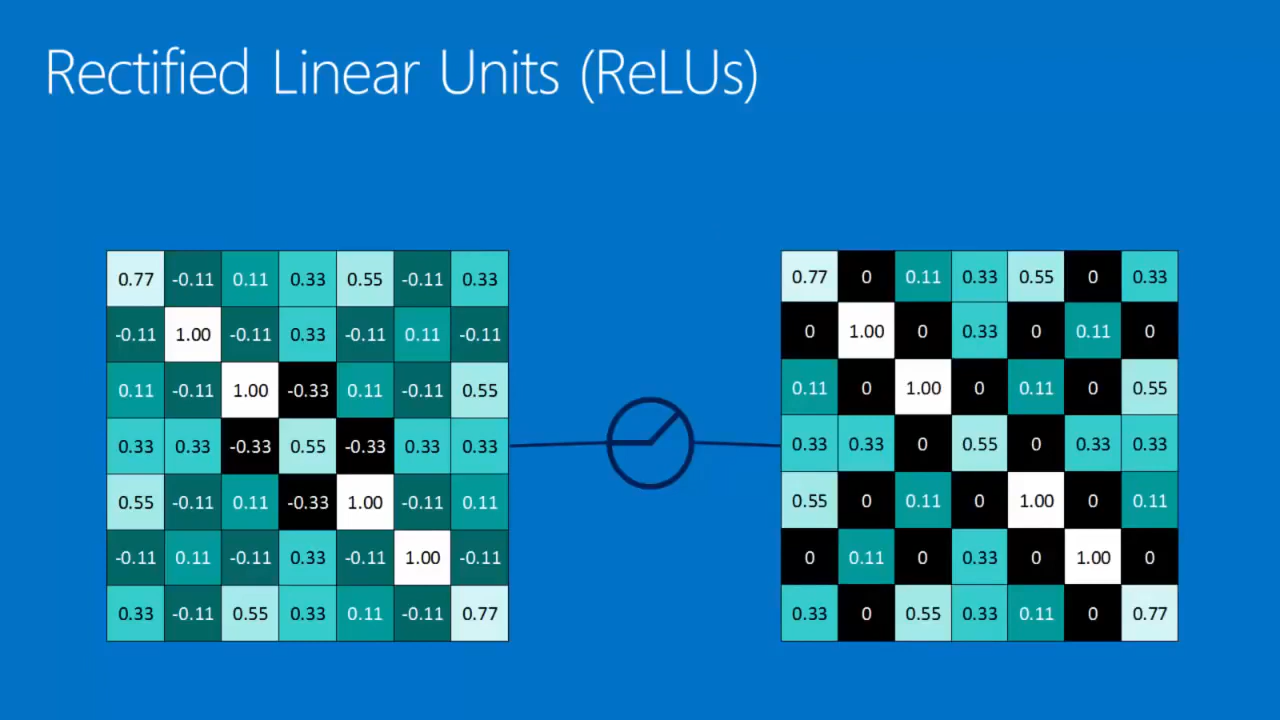 Rectified Linear Units (ReLUs)
0.77 -0.11 0.11 0.33 0.55 -0.11 0.33
-0.11 1.00 -0.11 0.33 -0.11 0.11 -0.11
0.11 -0.11 1.00 -0.33 0.11 -0.11 0.55
0.33 0.33 -0.33 0.55 -0.33 0.33 0.33
0.55 -0.11 0.11 -0.33 1.00 -0.11 0.11
-0.11 0.11 -0.11 0.33 -0.11 1.00 -0.11
0.33 -0.11 0.55 0.33 0.11 -0.11 0.77
0.77 0 0.11 0.33 0.55 0 0.33
0 1.00 0 0.33 0 0.11 0
0.11 0 1.00 0 0.11 0 0.55
0.33 0.33 0 0.55 0 0.33 0.33
0.55 0 0.11 0 1.00 0 0.11
0 0.11 0 0.33 0 1.00 0
0.33 0 0.55 0.33 0.11 0 0.77